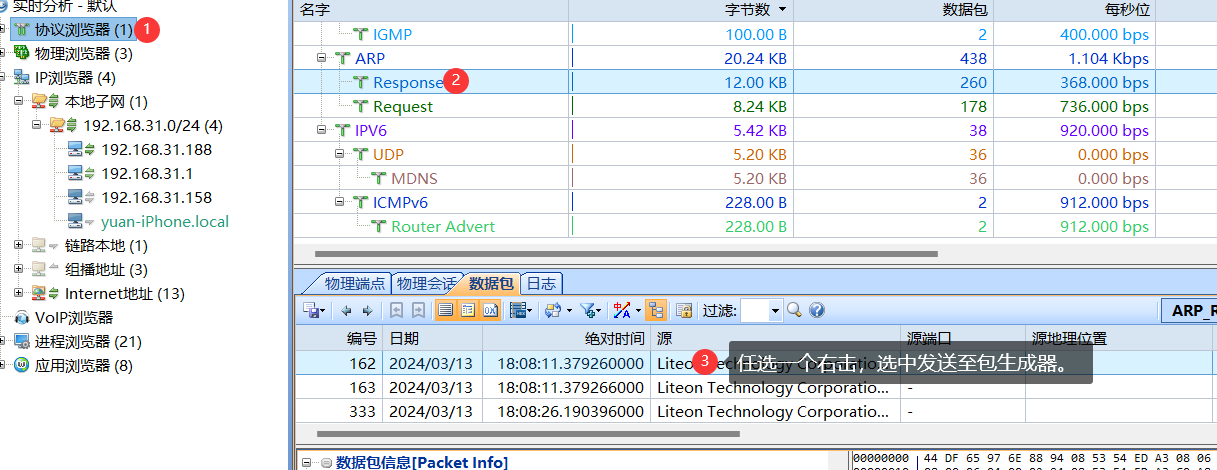 实时分析 - 默认
协议浏览器 (1) 1
物理浏览器 (3)
IP浏览器 (4)
本地子网 (1)
192.168.31.0/24 (4)
192.168.31.188
192.168.31.1
192.168.31.158
yuan-iPhone.local
链路本地 (1)
组播地址 (3)
Internet地址 (13)
VoIP浏览器
进程浏览器 (21)
应用浏览器 (8)
名字 字节数 数据包 每秒位
IGMP 100.00 B 2 400.000 bps
ARP 20.24 KB 438 1.104 Kbps
Response 2 12.00 KB 260 368.000 bps
Request 8.24 KB 178 736.000 bps
IPV6 5.42 KB 38 920.000 bps
UDP 5.20 KB 36 0.000 bps
MDNS 5.20 KB 36 0.000 bps
ICMPv6 228.00 B 2 912.000 bps
Router Advert 228.00 B 2 912.000 bps
物理端点 物理会话 数据包 日志
过滤: ARP_R
编号 日期 绝对时间 源 源端口 源地理位置
162 2024/03/13 18:08:11.379260000 Liteon 3 任选一个右击，选中发送至包生成器。
163 2024/03/13 18:08:11.379266000 Liteon Technology Corporatio... -
333 2024/03/13 18:08:26.190396000 Liteon Technology Corporatio... -
数据包信息[Packet Info]
00000000 44 DF 65 97 6E 88 94 08 53 54 ED A3 08 06